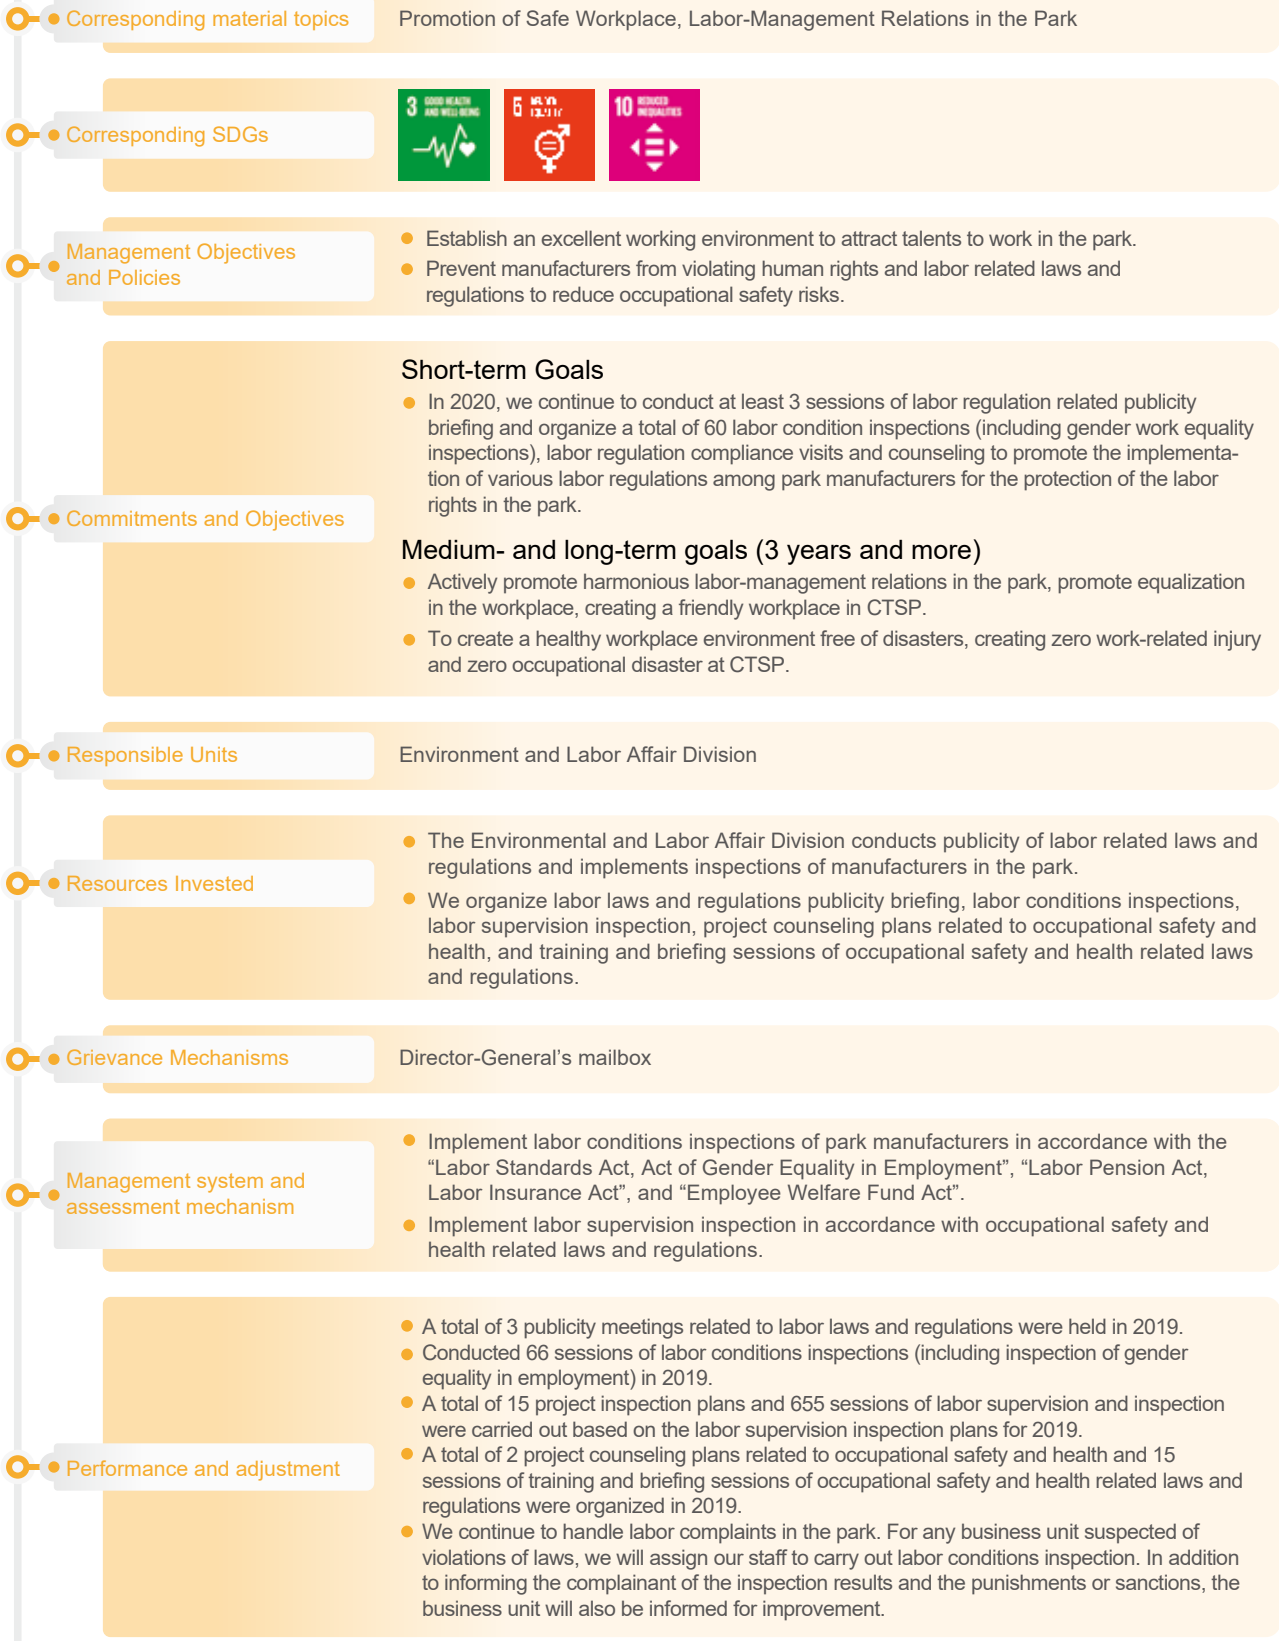 Corresponding material topics
Promotion of Safe Workplace, Labor-Management Relations in the Park
Corresponding SDGs
3 GOOD HEALTH
AND WELL-BEING
10 REDUCED
INEQUALITIES
Management Objectives
and Policies
Establish an excellent working environment to attract talents to work in the park.
Prevent manufacturers from violating human rights and labor related laws and
regulations to reduce occupational safety risks.
Commitments and Objectives
Short-term Goals
In 2020, we continue to conduct at least 3 sessions of labor regulation related publicity
briefing and organize a total of 60 labor condition inspections (including gender work equality
inspections), labor regulation compliance visits and counseling to promote the implementa-
tion of various labor regulations among park manufacturers for the protection of the labor
rights in the park.
Medium- and long-term goals (3 years and more)
Actively promote harmonious labor-management relations in the park, promote equalization
in the workplace, creating a friendly workplace in CTSP.
To create a healthy workplace environment free of disasters, creating zero work-related injury
and zero occupational disaster at CTSP.
Responsible Units
Environment and Labor Affair Division
Resources Invested
The Environmental and Labor Affair Division conducts publicity of labor related laws and
regulations and implements inspections of manufacturers in the park.
We organize labor laws and regulations publicity briefing, labor conditions inspections,
labor supervision inspection, project counseling plans related to occupational safety and
health, and training and briefing sessions of occupational safety and health related laws
and regulations.
Grievance Mechanisms
Director-General’s mailbox
Management system and
assessment mechanism
Implement labor conditions inspections of park manufacturers in accordance with the
“Labor Standards Act, Act of Gender Equality in Employment”, “Labor Pension Act,
Labor Insurance Act”, and “Employee Welfare Fund Act”.
Implement labor supervision inspection in accordance with occupational safety and
health related laws and regulations.
Performance and adjustment
A total of 3 publicity meetings related to labor laws and regulations were held in 2019.
Conducted 66 sessions of labor conditions inspections (including inspection of gender
equality in employment) in 2019.
A total of 15 project inspection plans and 655 sessions of labor supervision and inspection
were carried out based on the labor supervision inspection plans for 2019.
A total of 2 project counseling plans related to occupational safety and health and 15
sessions of training and briefing sessions of occupational safety and health related laws and
regulations were organized in 2019.
We continue to handle labor complaints in the park. For any business unit suspected of
violations of laws, we will assign our staff to carry out labor conditions inspection. In addition
to informing the complainant of the inspection results and the punishments or sanctions, the
business unit will also be informed for improvement.